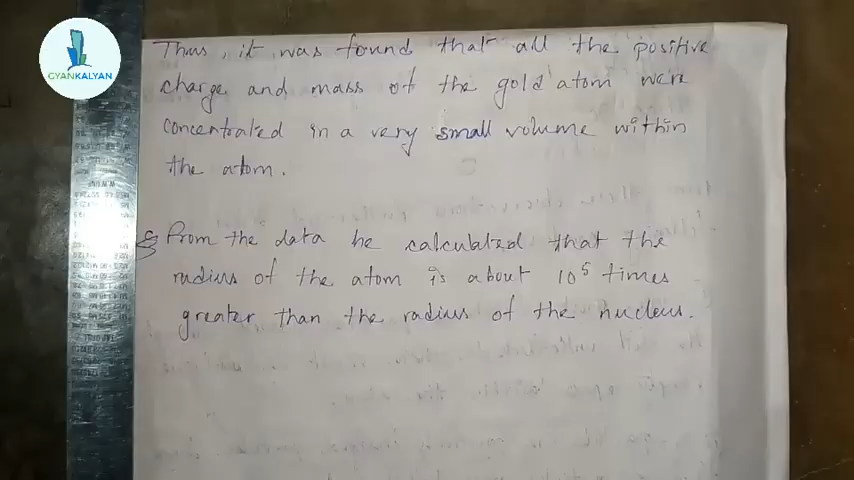 GYANKALYAN
Thus, it was found that all the positive
charge and mass of the gold atom were
concentrated in a very small volume within
the atom.
From the data he calculated that the
radius of the atom is about 10⁵ times
greater than the radius of the nucleus.